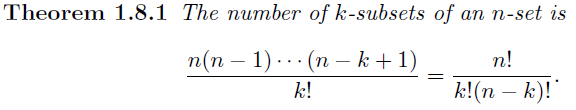 Theorem 1.8.1 The number of k-subsets of an n-set is
n(n − 1) · · · (n − k + 1) / k! = n! / k!(n − k)! .